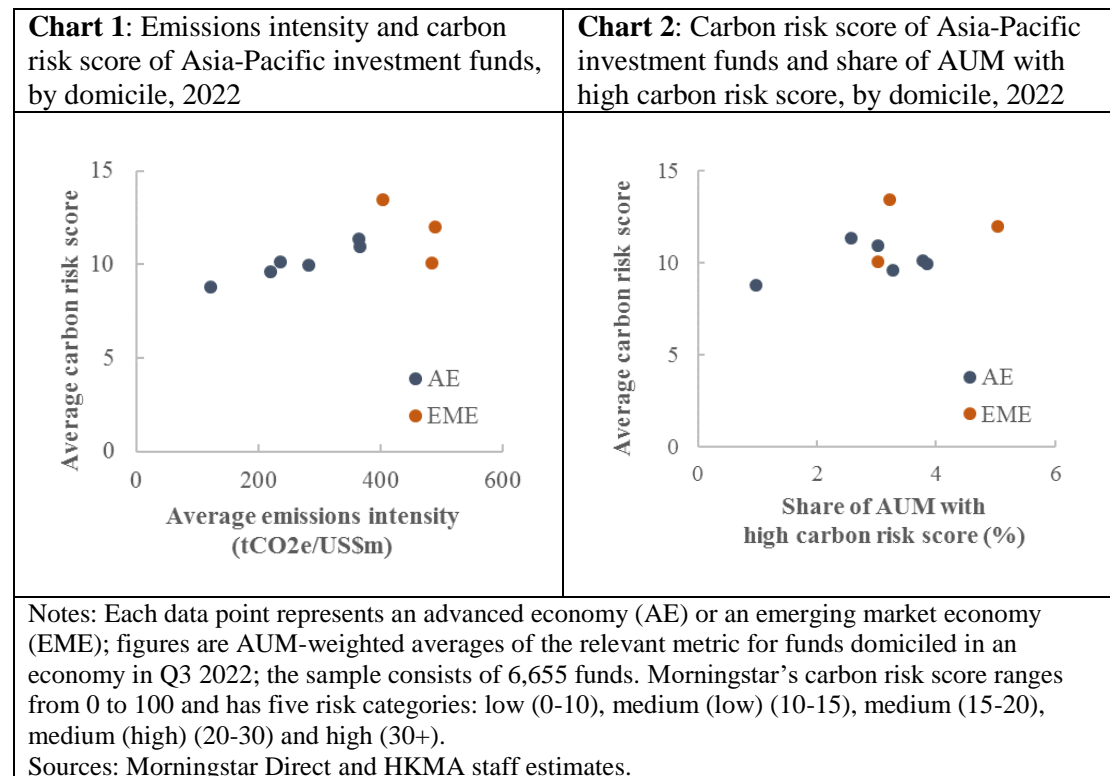 Chart 1: Emissions intensity and carbon
risk score of Asia-Pacific investment funds,
by domicile, 2022
Chart 2: Carbon risk score of Asia-Pacific
investment funds and share of AUM with
high carbon risk score, by domicile, 2022
Average carbon risk score
15
10
5
0
0
200
400
600
AE
EME
Average emissions intensity
(tCO2e/US$m)
Average carbon risk score
15
10
5
0
0
2
4
6
AE
EME
Share of AUM with
high carbon risk score (%)
Notes: Each data point represents an advanced economy (AE) or an emerging market economy
(EME); figures are AUM-weighted averages of the relevant metric for funds domiciled in an
economy in Q3 2022; the sample consists of 6,655 funds. Morningstar’s carbon risk score ranges
from 0 to 100 and has five risk categories: low (0-10), medium (low) (10-15), medium (15-20),
medium (high) (20-30) and high (30+).
Sources: Morningstar Direct and HKMA staff estimates.